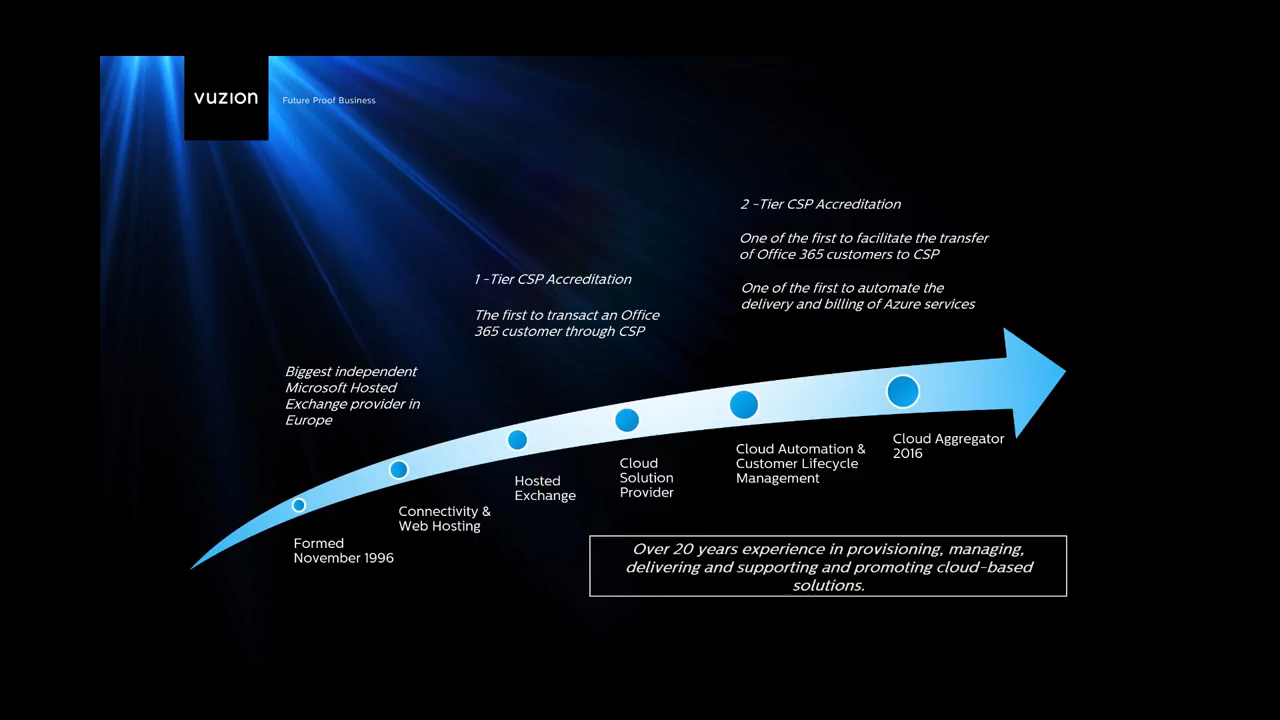 vuzion
Future Proof Business
2 -Tier CSP Accreditation
One of the first to facilitate the transfer
of Office 365 customers to CSP
One of the first to automate the
delivery and billing of Azure services
1 -Tier CSP Accreditation
The first to transact an Office
365 customer through CSP
Biggest independent
Microsoft Hosted
Exchange provider in
Europe
Formed
November 1996
Connectivity &
Web Hosting
Hosted
Exchange
Cloud
Solution
Provider
Cloud Automation &
Customer Lifecycle
Management
Cloud Aggregator
2016
Over 20 years experience in provisioning, managing,
delivering and supporting and promoting cloud-based
solutions.